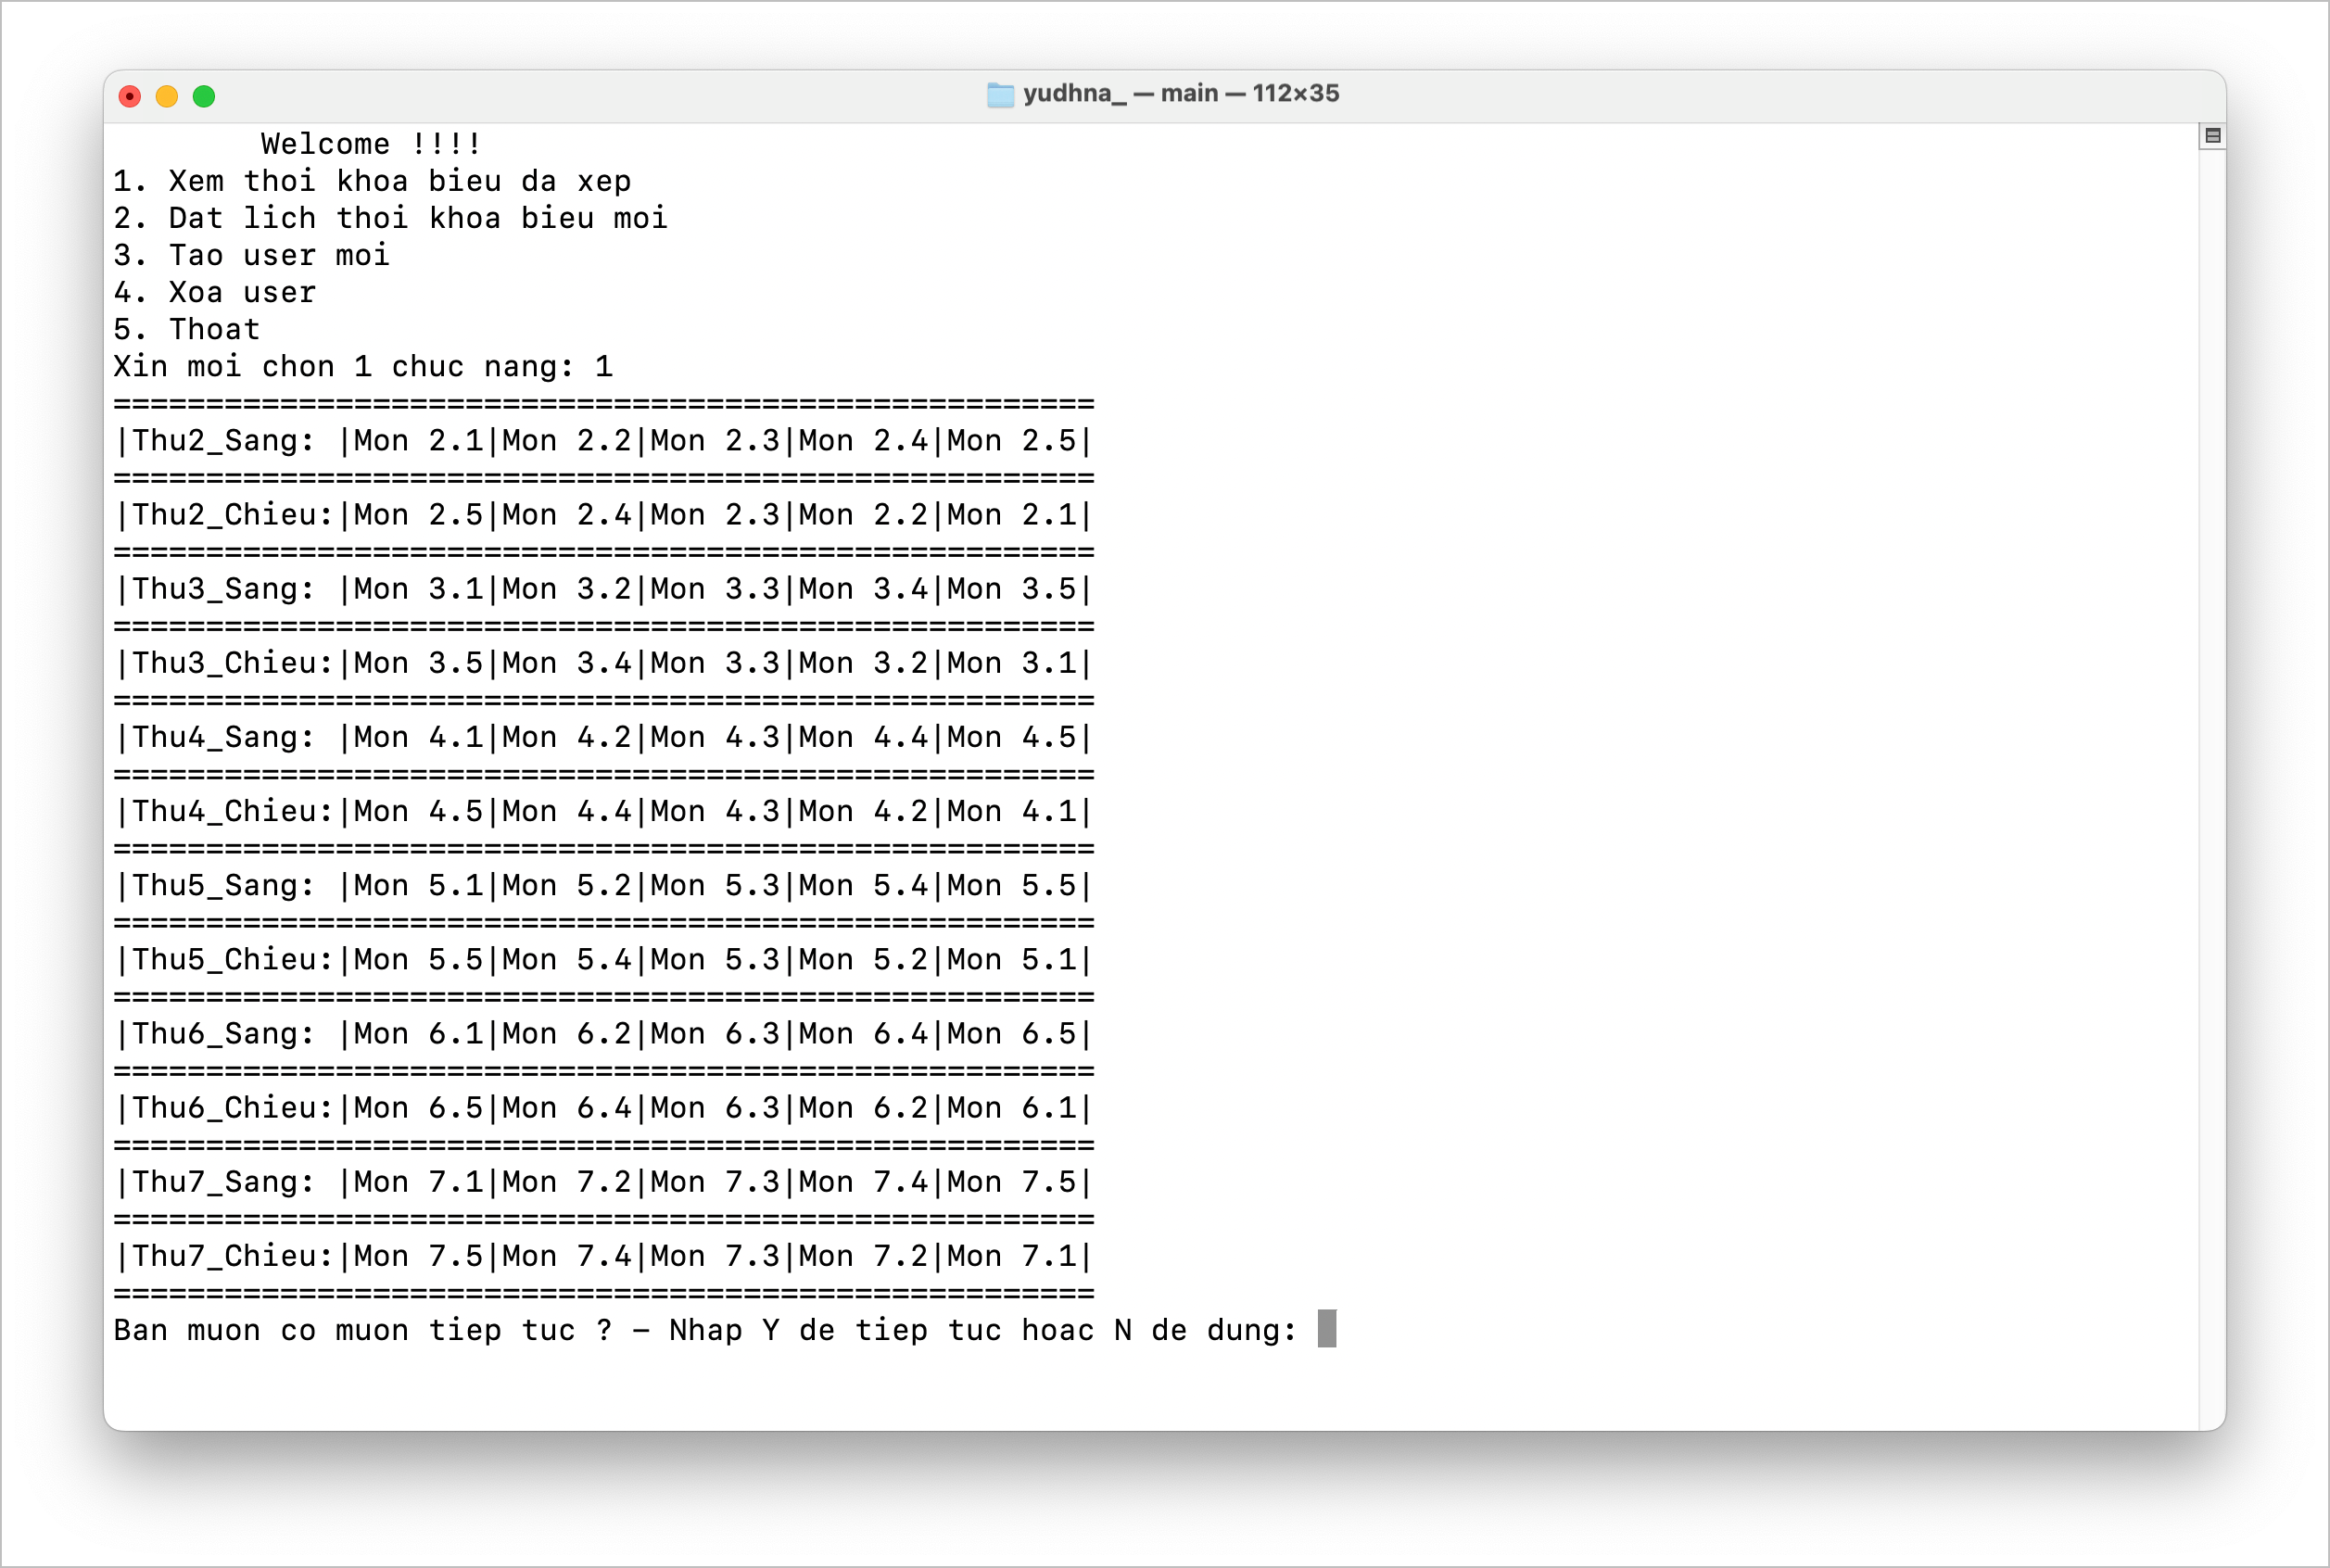 yudhna_ — main — 112×35
        Welcome !!!!
1. Xem thoi khoa bieu da xep
2. Dat lich thoi khoa bieu moi
3. Tao user moi
4. Xoa user
5. Thoat
Xin moi chon 1 chuc nang: 1
=====================================================
|Thu2_Sang: |Mon 2.1|Mon 2.2|Mon 2.3|Mon 2.4|Mon 2.5|
=====================================================
|Thu2_Chieu:|Mon 2.5|Mon 2.4|Mon 2.3|Mon 2.2|Mon 2.1|
=====================================================
|Thu3_Sang: |Mon 3.1|Mon 3.2|Mon 3.3|Mon 3.4|Mon 3.5|
=====================================================
|Thu3_Chieu:|Mon 3.5|Mon 3.4|Mon 3.3|Mon 3.2|Mon 3.1|
=====================================================
|Thu4_Sang: |Mon 4.1|Mon 4.2|Mon 4.3|Mon 4.4|Mon 4.5|
=====================================================
|Thu4_Chieu:|Mon 4.5|Mon 4.4|Mon 4.3|Mon 4.2|Mon 4.1|
=====================================================
|Thu5_Sang: |Mon 5.1|Mon 5.2|Mon 5.3|Mon 5.4|Mon 5.5|
=====================================================
|Thu5_Chieu:|Mon 5.5|Mon 5.4|Mon 5.3|Mon 5.2|Mon 5.1|
=====================================================
|Thu6_Sang: |Mon 6.1|Mon 6.2|Mon 6.3|Mon 6.4|Mon 6.5|
=====================================================
|Thu6_Chieu:|Mon 6.5|Mon 6.4|Mon 6.3|Mon 6.2|Mon 6.1|
=====================================================
|Thu7_Sang: |Mon 7.1|Mon 7.2|Mon 7.3|Mon 7.4|Mon 7.5|
=====================================================
|Thu7_Chieu:|Mon 7.5|Mon 7.4|Mon 7.3|Mon 7.2|Mon 7.1|
=====================================================
Ban muon co muon tiep tuc ? – Nhap Y de tiep tuc hoac N de dung: